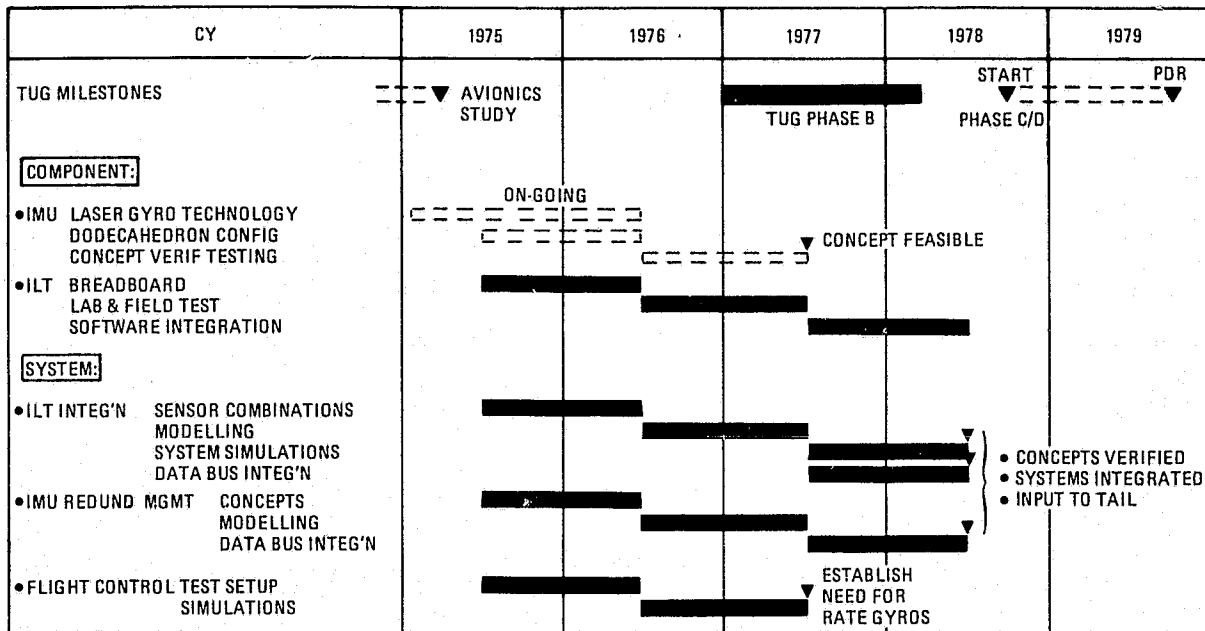 CY 1975 1976 1977 1978 1979
START PDR
TUG MILESTONES AVIONICS
STUDY
TUG PHASE B PHASE C/D
COMPONENT:
ON-GOING
•IMU LASER GYRO TECHNOLOGY
DODECAHEDRON CONFIG
CONCEPT FEASIBLE
CONCEPT VERIF TESTING
•ILT BREADBOARD
LAB & FIELD TEST
SOFTWARE INTEGRATION
SYSTEM:
•ILT INTEG'N SENSOR COMBINATIONS
MODELLING
SYSTEM SIMULATIONS
DATA BUS INTEG'N
• CONCEPTS VERIFIED
• SYSTEMS INTEGRATED
• INPUT TO TAIL
•IMU REDUND MGMT CONCEPTS
MODELLING
DATA BUS INTEG'N
•FLIGHT CONTROL TEST SETUP
SIMULATIONS
ESTABLISH
NEED FOR
RATE GYROS